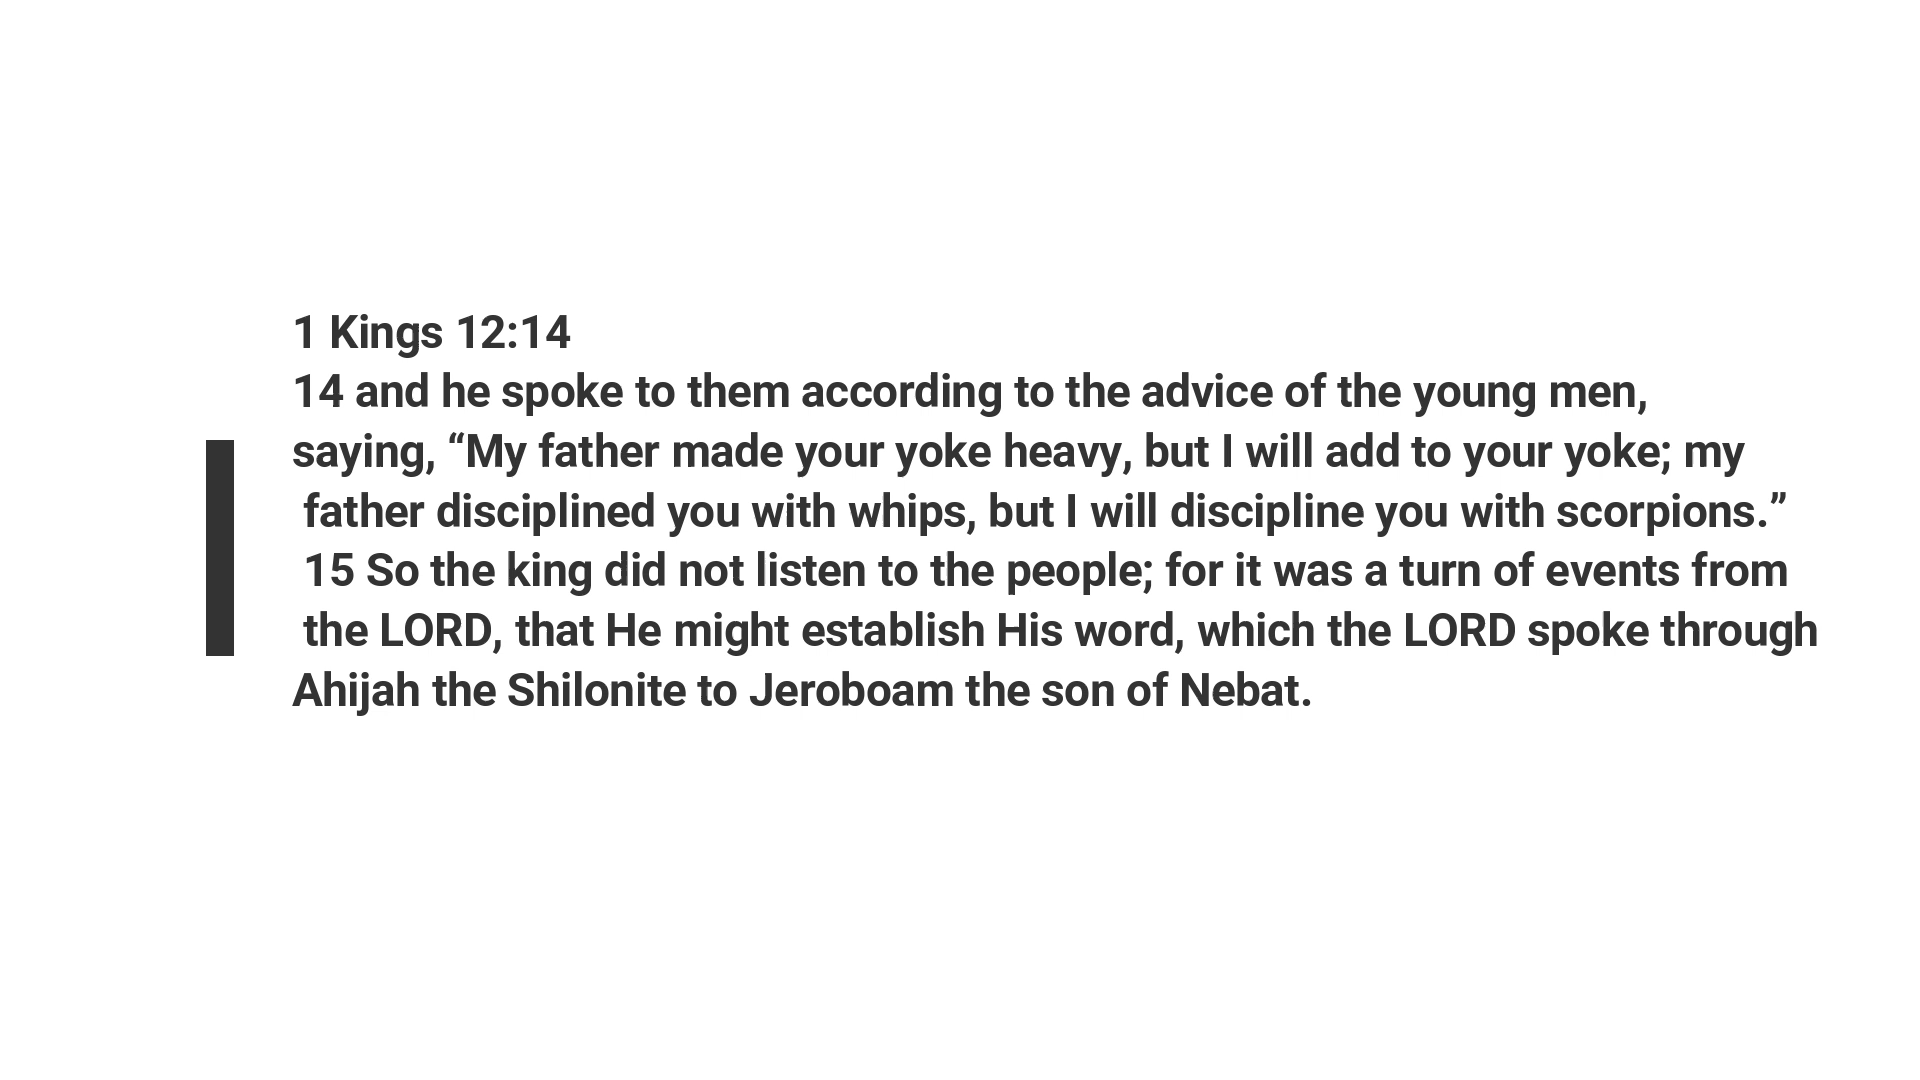 1 Kings 12:14
14 and he spoke to them according to the advice of the young men,
saying, “My father made your yoke heavy, but I will add to your yoke; my
father disciplined you with whips, but I will discipline you with scorpions.”
15 So the king did not listen to the people; for it was a turn of events from
the LORD, that He might establish His word, which the LORD spoke through
Ahijah the Shilonite to Jeroboam the son of Nebat.